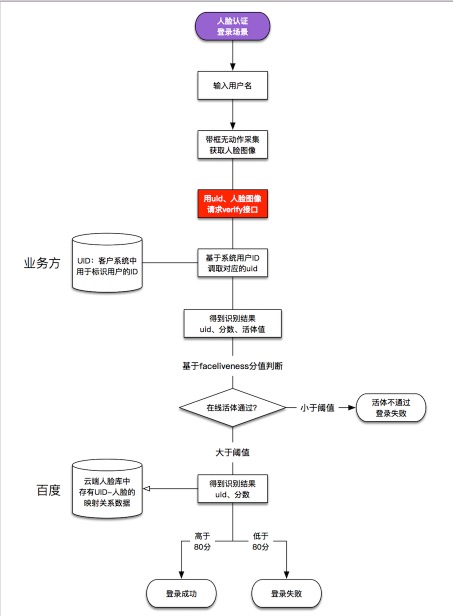 人脸认证
登录场景
输入用户名
带框无动作采集
获取人脸图像
用uid、人脸图像
请求verify接口
业务方
UID：客户系统中
用于标识用户的ID
基于系统用户ID
调取对应的uid
得到识别结果
uid、分数、活体值
基于faceliveness分值判断
在线活体通过?
小于阈值
活体不通过
登录失败
大于阈值
百度
云端人脸库中
存有UID-人脸的
映射关系数据
得到识别结果
uid、分数
高于
80分
低于
80分
登录成功
登录失败